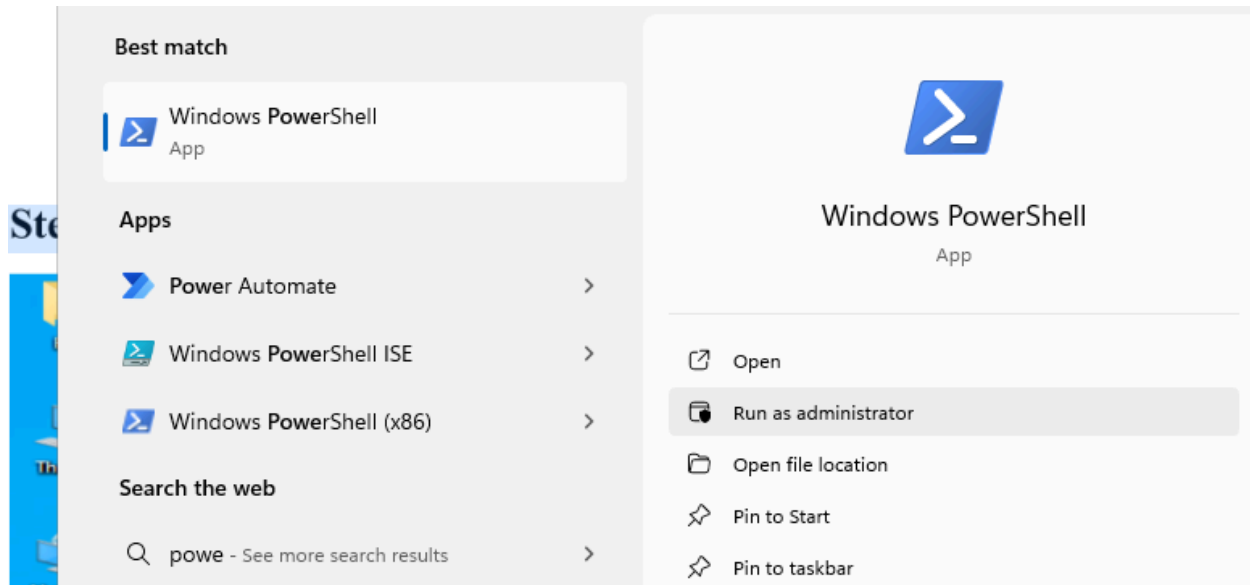 Best match
Windows PowerShell
App
Apps
Power Automate
Windows PowerShell ISE
Windows PowerShell (x86)
Search the web
powe - See more search results
Windows PowerShell
App
Open
Run as administrator
Open file location
Pin to Start
Pin to taskbar